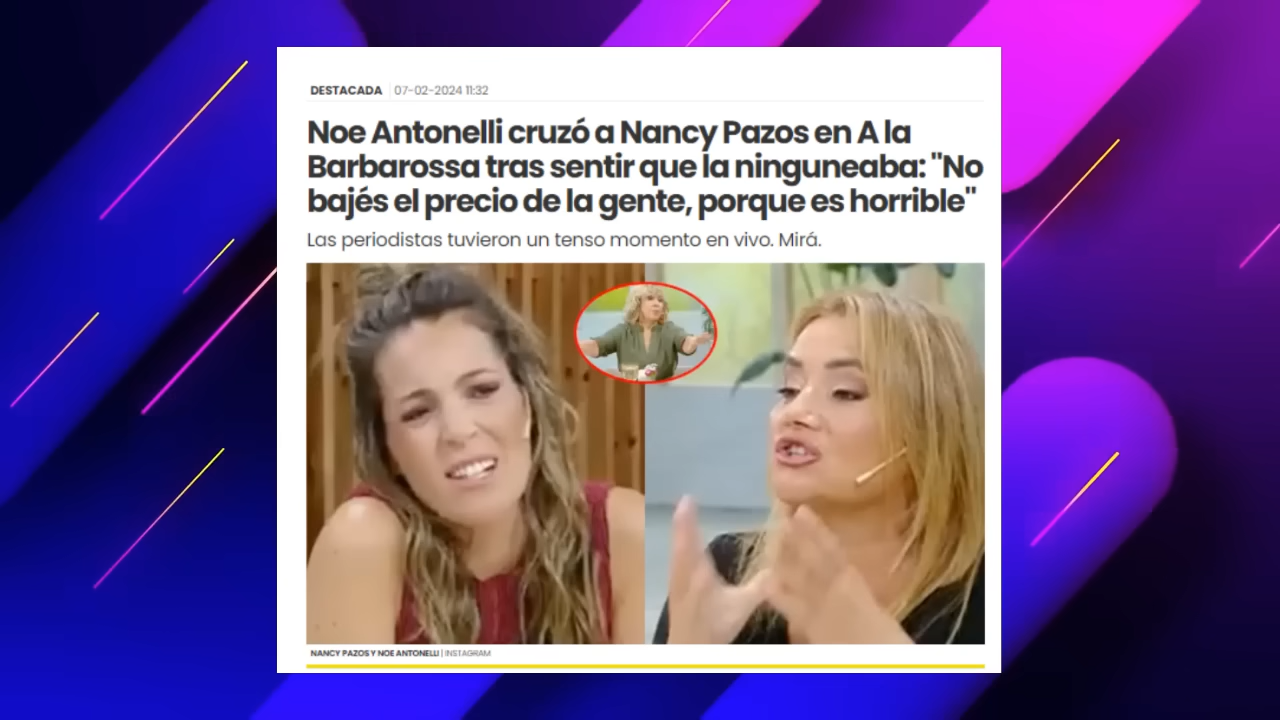 DESTACADA | 07-02-2024 11:32
Noe Antonelli cruzó a Nancy Pazos en A la
Barbarossa tras sentir que la ninguneaba: "No
bajés el precio de la gente, porque es horrible"
Las periodistas tuvieron un tenso momento en vivo. Mirá.
NANCY PAZOS Y NOE ANTONELLI | INSTAGRAM